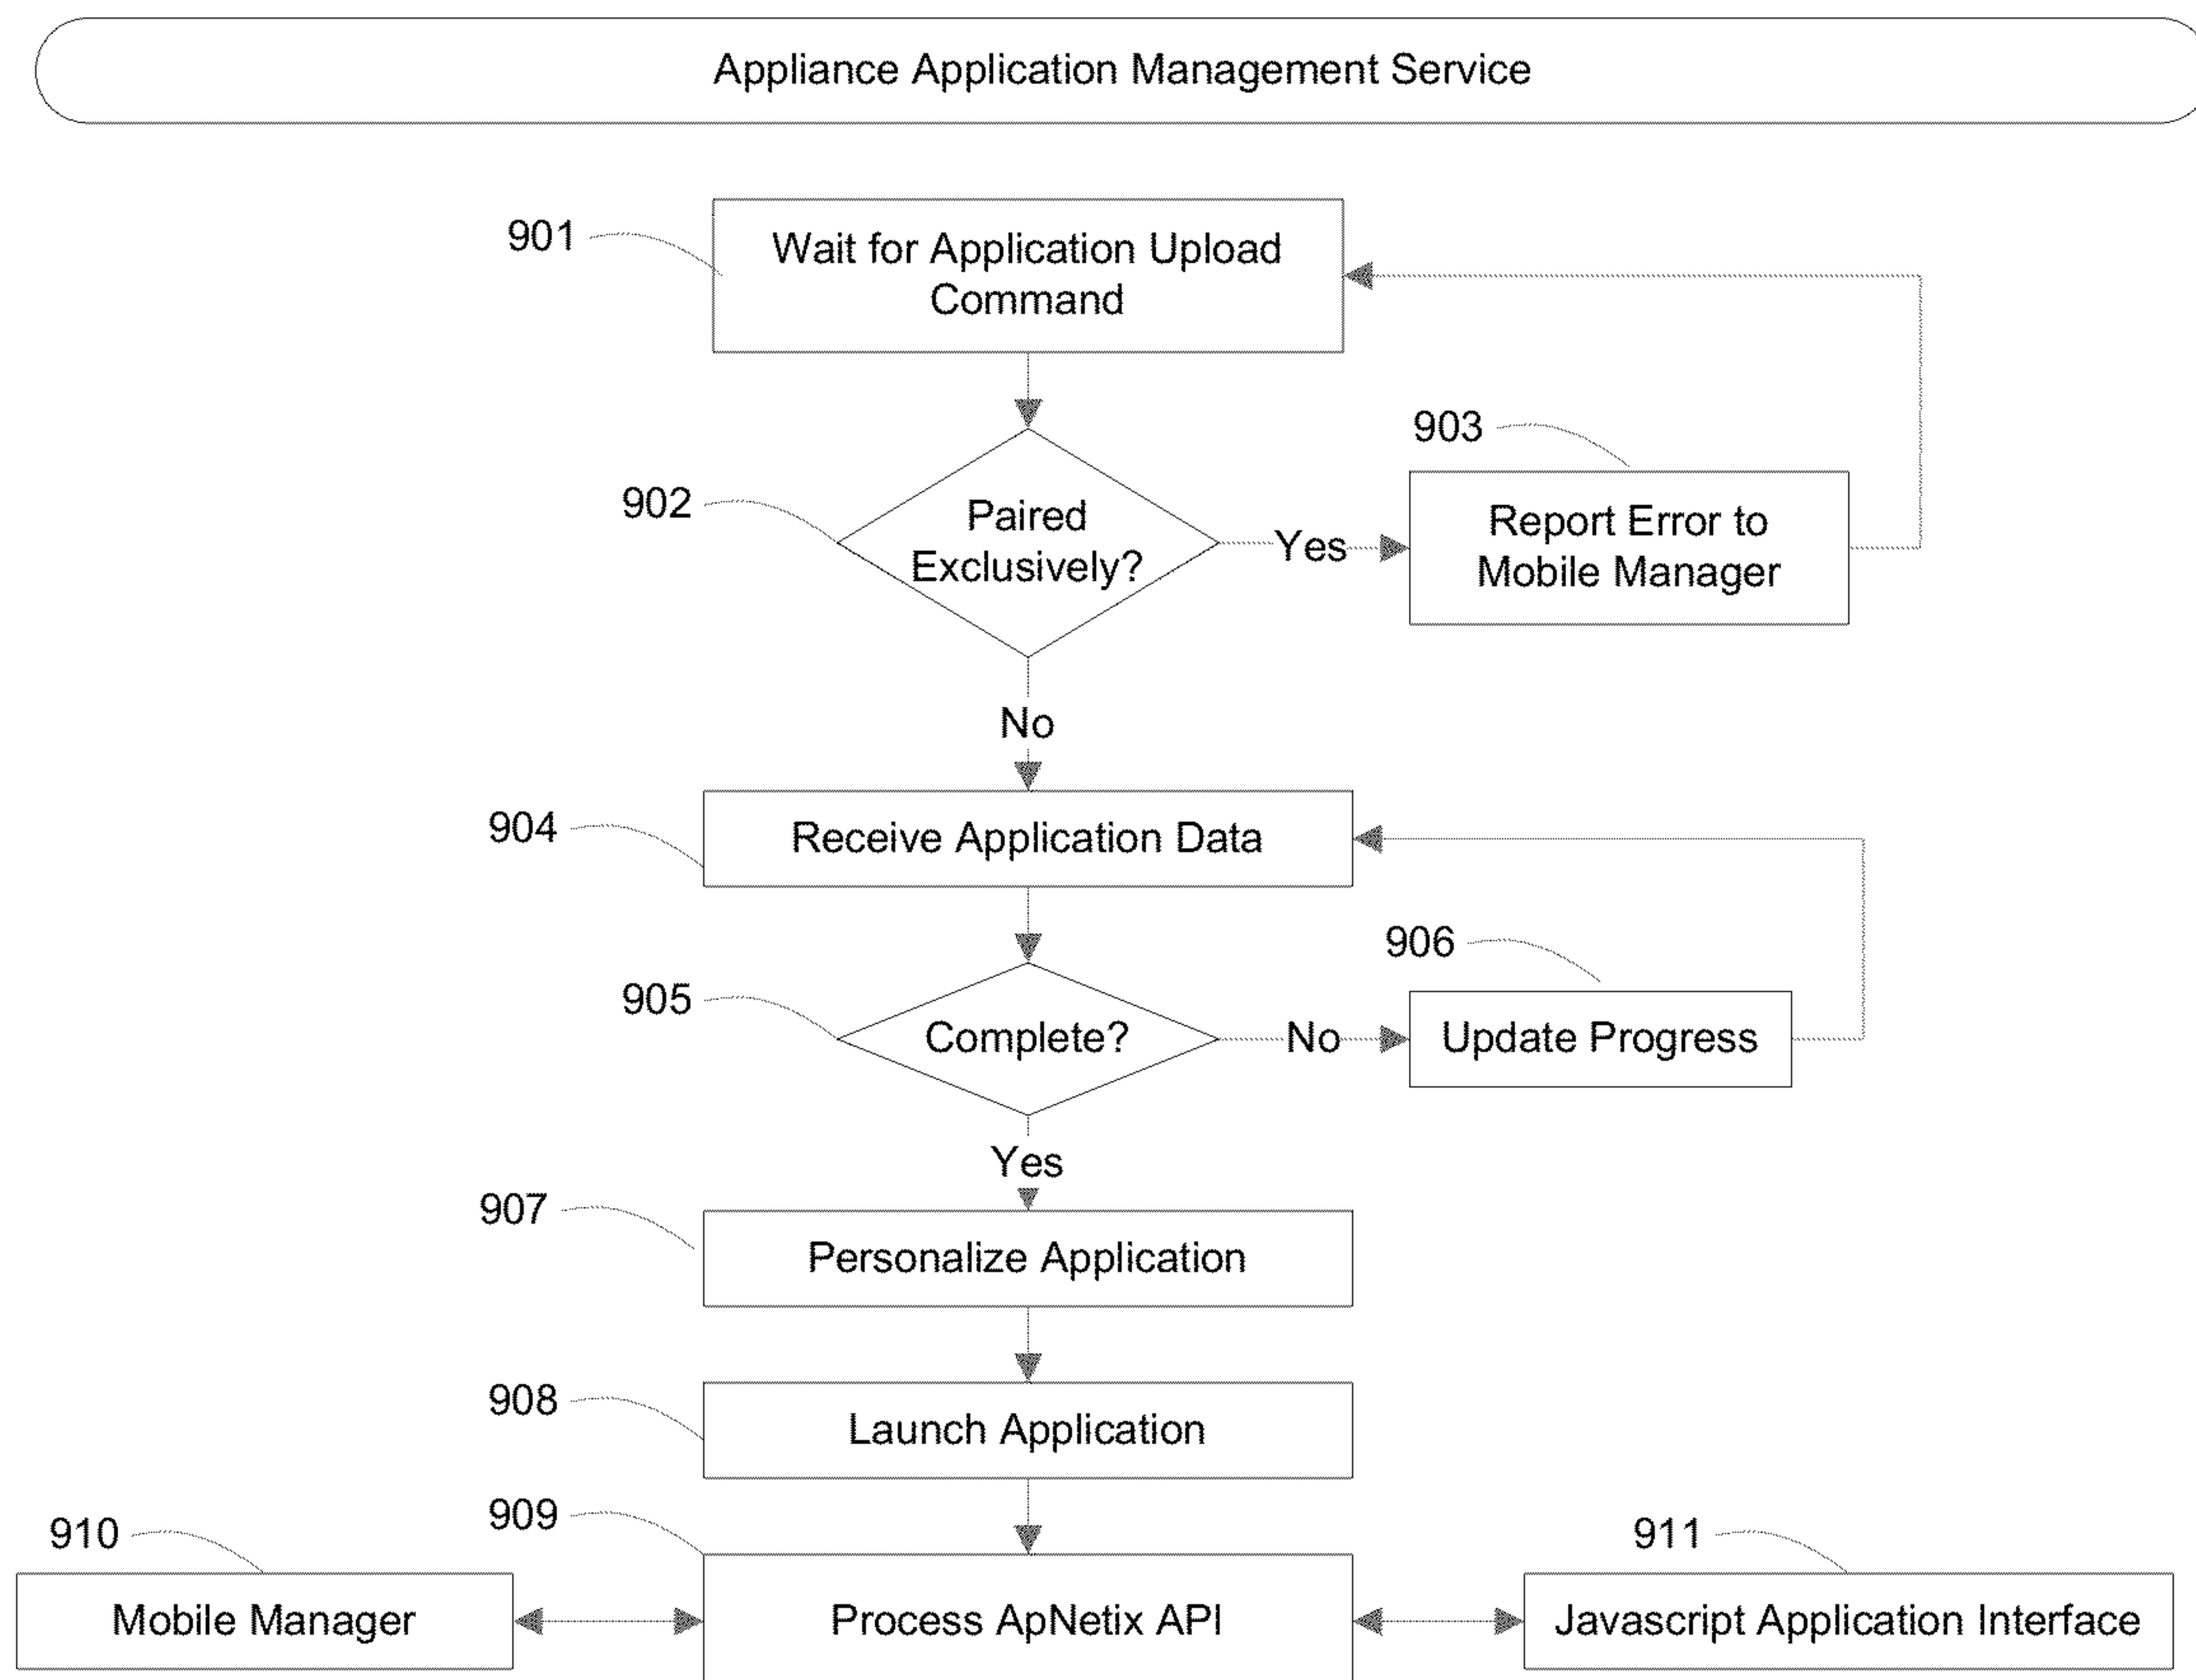 Appliance Application Management Service
901
Wait for Application Upload
Command
903
902
Paired
Exclusively?
Yes
Report Error to
Mobile Manager
No
904
Receive Application Data
906
905
Complete?
No
Update Progress
Yes
907
Personalize Application
908
Launch Application
909
910
911
Mobile Manager
Process ApNetix API
Javascript Application Interface